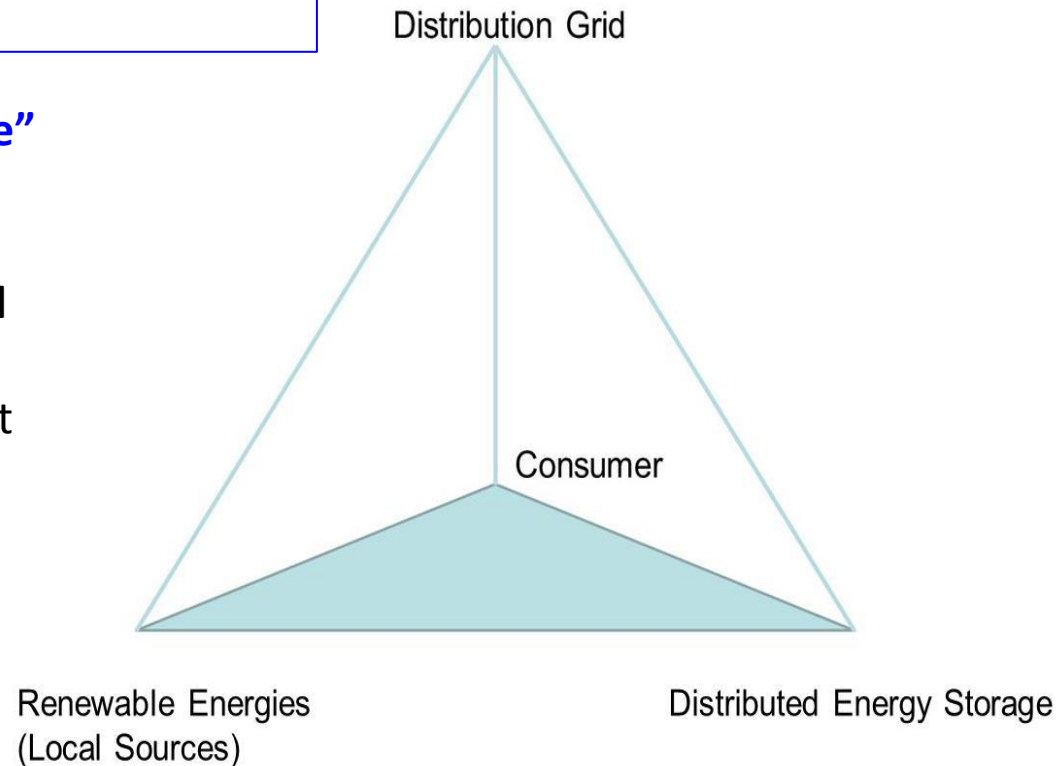 Distribution Grid
e”
t
Consumer
Renewable Energies
(Local Sources)
Distributed Energy Storage